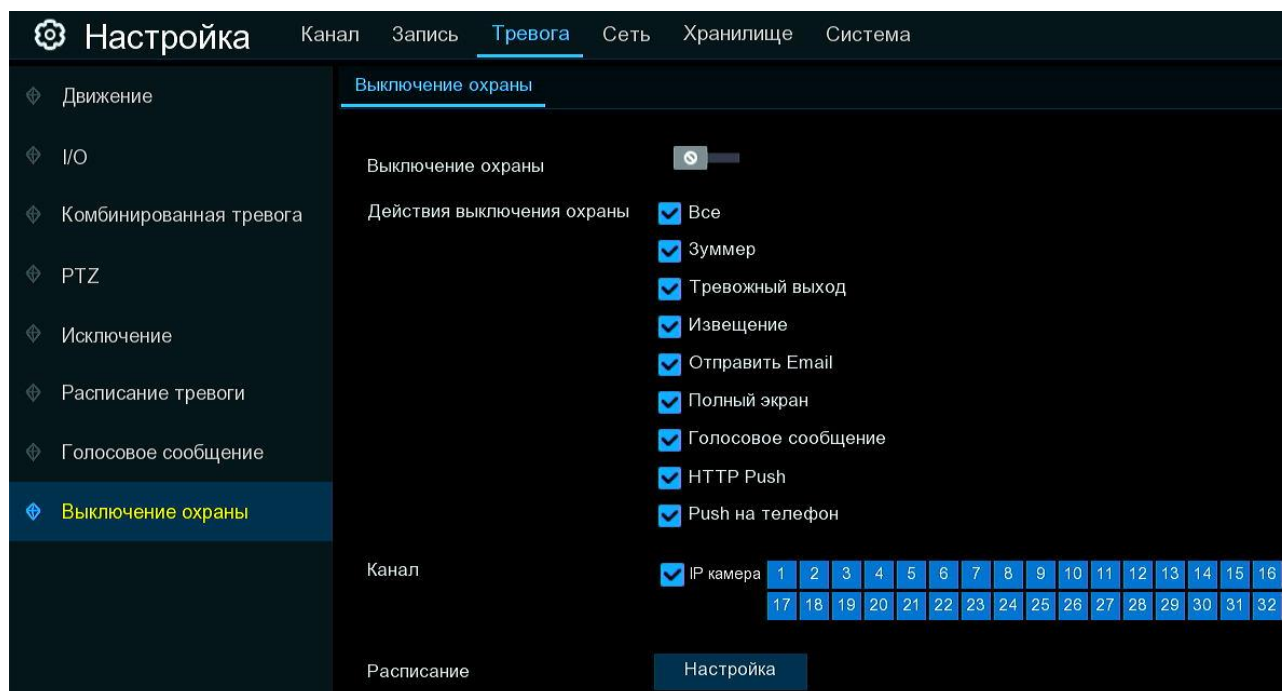 Настройка Канал Запись Тревога Сеть Хранилище Система
Движение
I/O
Комбинированная тревога
PTZ
Исключение
Расписание тревоги
Голосовое сообщение
Выключение охраны
Выключение охраны
Выключение охраны
Действия выключения охраны
Все
Зуммер
Тревожный выход
Извещение
Отправить Email
Полный экран
Голосовое сообщение
HTTP Push
Push на телефон
Канал IP камера 1 2 3 4 5 6 7 8 9 10 11 12 13 14 15 16
17 18 19 20 21 22 23 24 25 26 27 28 29 30 31 32
Расписание Настройка